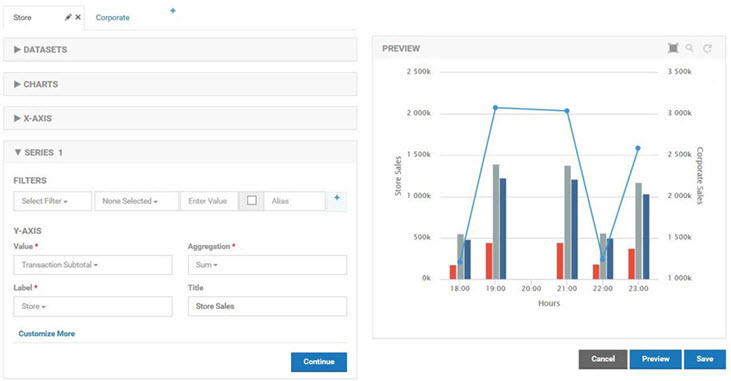 Store
Corporate
+
DATASETS
CHARTS
X-AXIS
SERIES 1
FILTERS
Select Filter
None Selected
Enter Value
Alias
+
Y-AXIS
Value *
Aggregation *
Transaction Subtotal
Sum
Label *
Title
Store
Store Sales
Customize More
Continue
PREVIEW
2 500k
2 000k
1 500k
1 000k
500k
0k
Store Sales
3 500k
3 000k
2 500k
2 000k
1 500k
1 000k
Corporate Sales
18:00 19:00 20:00 21:00 22:00 23:00
Hours
Cancel
Preview
Save